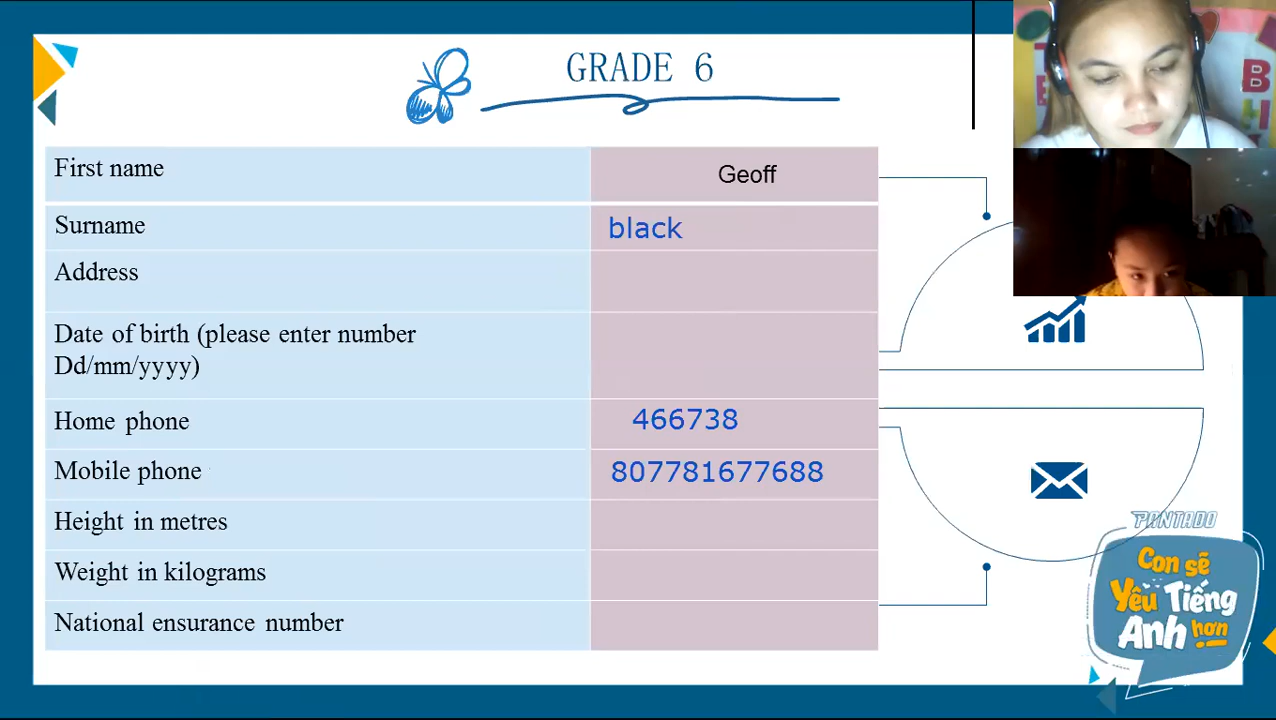 GRADE 6
First name
Geoff
Surname
black
Address
Date of birth (please enter number
Dd/mm/yyyy)
Home phone
466738
Mobile phone
807781677688
Height in metres
Weight in kilograms
National ensurance number
PANTADO
Con sẽ
Yêu Tiếng
Anh hơn
B